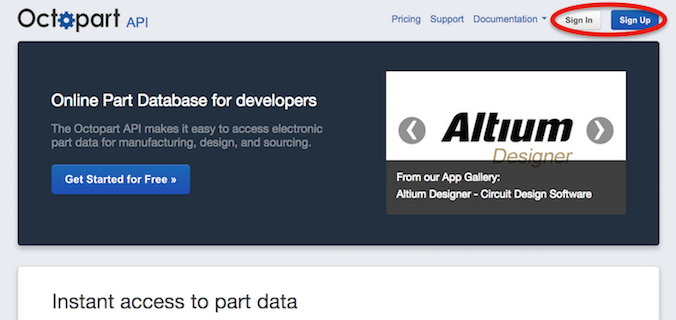 Octopart API
Pricing Support Documentation Sign In Sign Up
Online Part Database for developers
The Octopart API makes it easy to access electronic
part data for manufacturing, design, and sourcing.
Get Started for Free »
Altium
Designer
From our App Gallery:
Altium Designer - Circuit Design Software
Instant access to part data